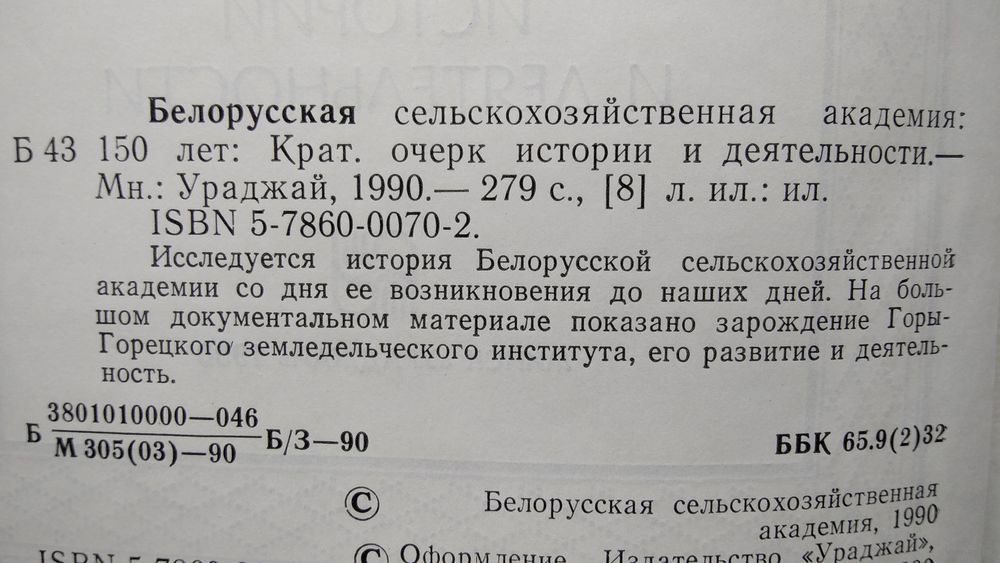 Белорусская сельскохозяйственная академия:
Б 43 150 лет: Крат. очерк истории и деятельности.—
Мн.: Ураджай, 1990.— 279 с., [8] л. ил.: ил.
ISBN 5-7860-0070-2.
Исследуется история Белорусской сельскохозяйственной
академии со дня ее возникновения до наших дней. На боль-
шом документальном материале показано зарождение Горы-
Горецкого земледельческого института, его развитие и деятель-
ность.
3801010000—046
Б М 305(03)—90 Б/З—90 ББК 65.9(2)32
© Белорусская сельскохозяйственная
академия, 1990
© Оформление. Издательство «Ураджай»,